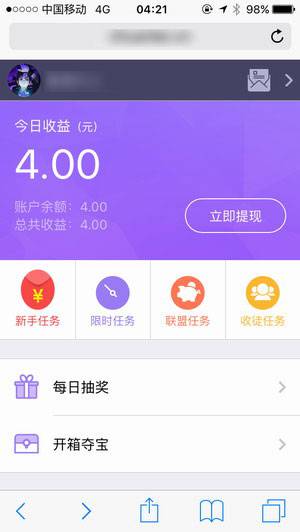 中国移动 4G 04:21 98%
今日收益 (元)
4.00
账户余额: 4.00
总共收益: 4.00
立即提现
新手任务 限时任务 联盟任务 收徒任务
每日抽奖
开箱夺宝